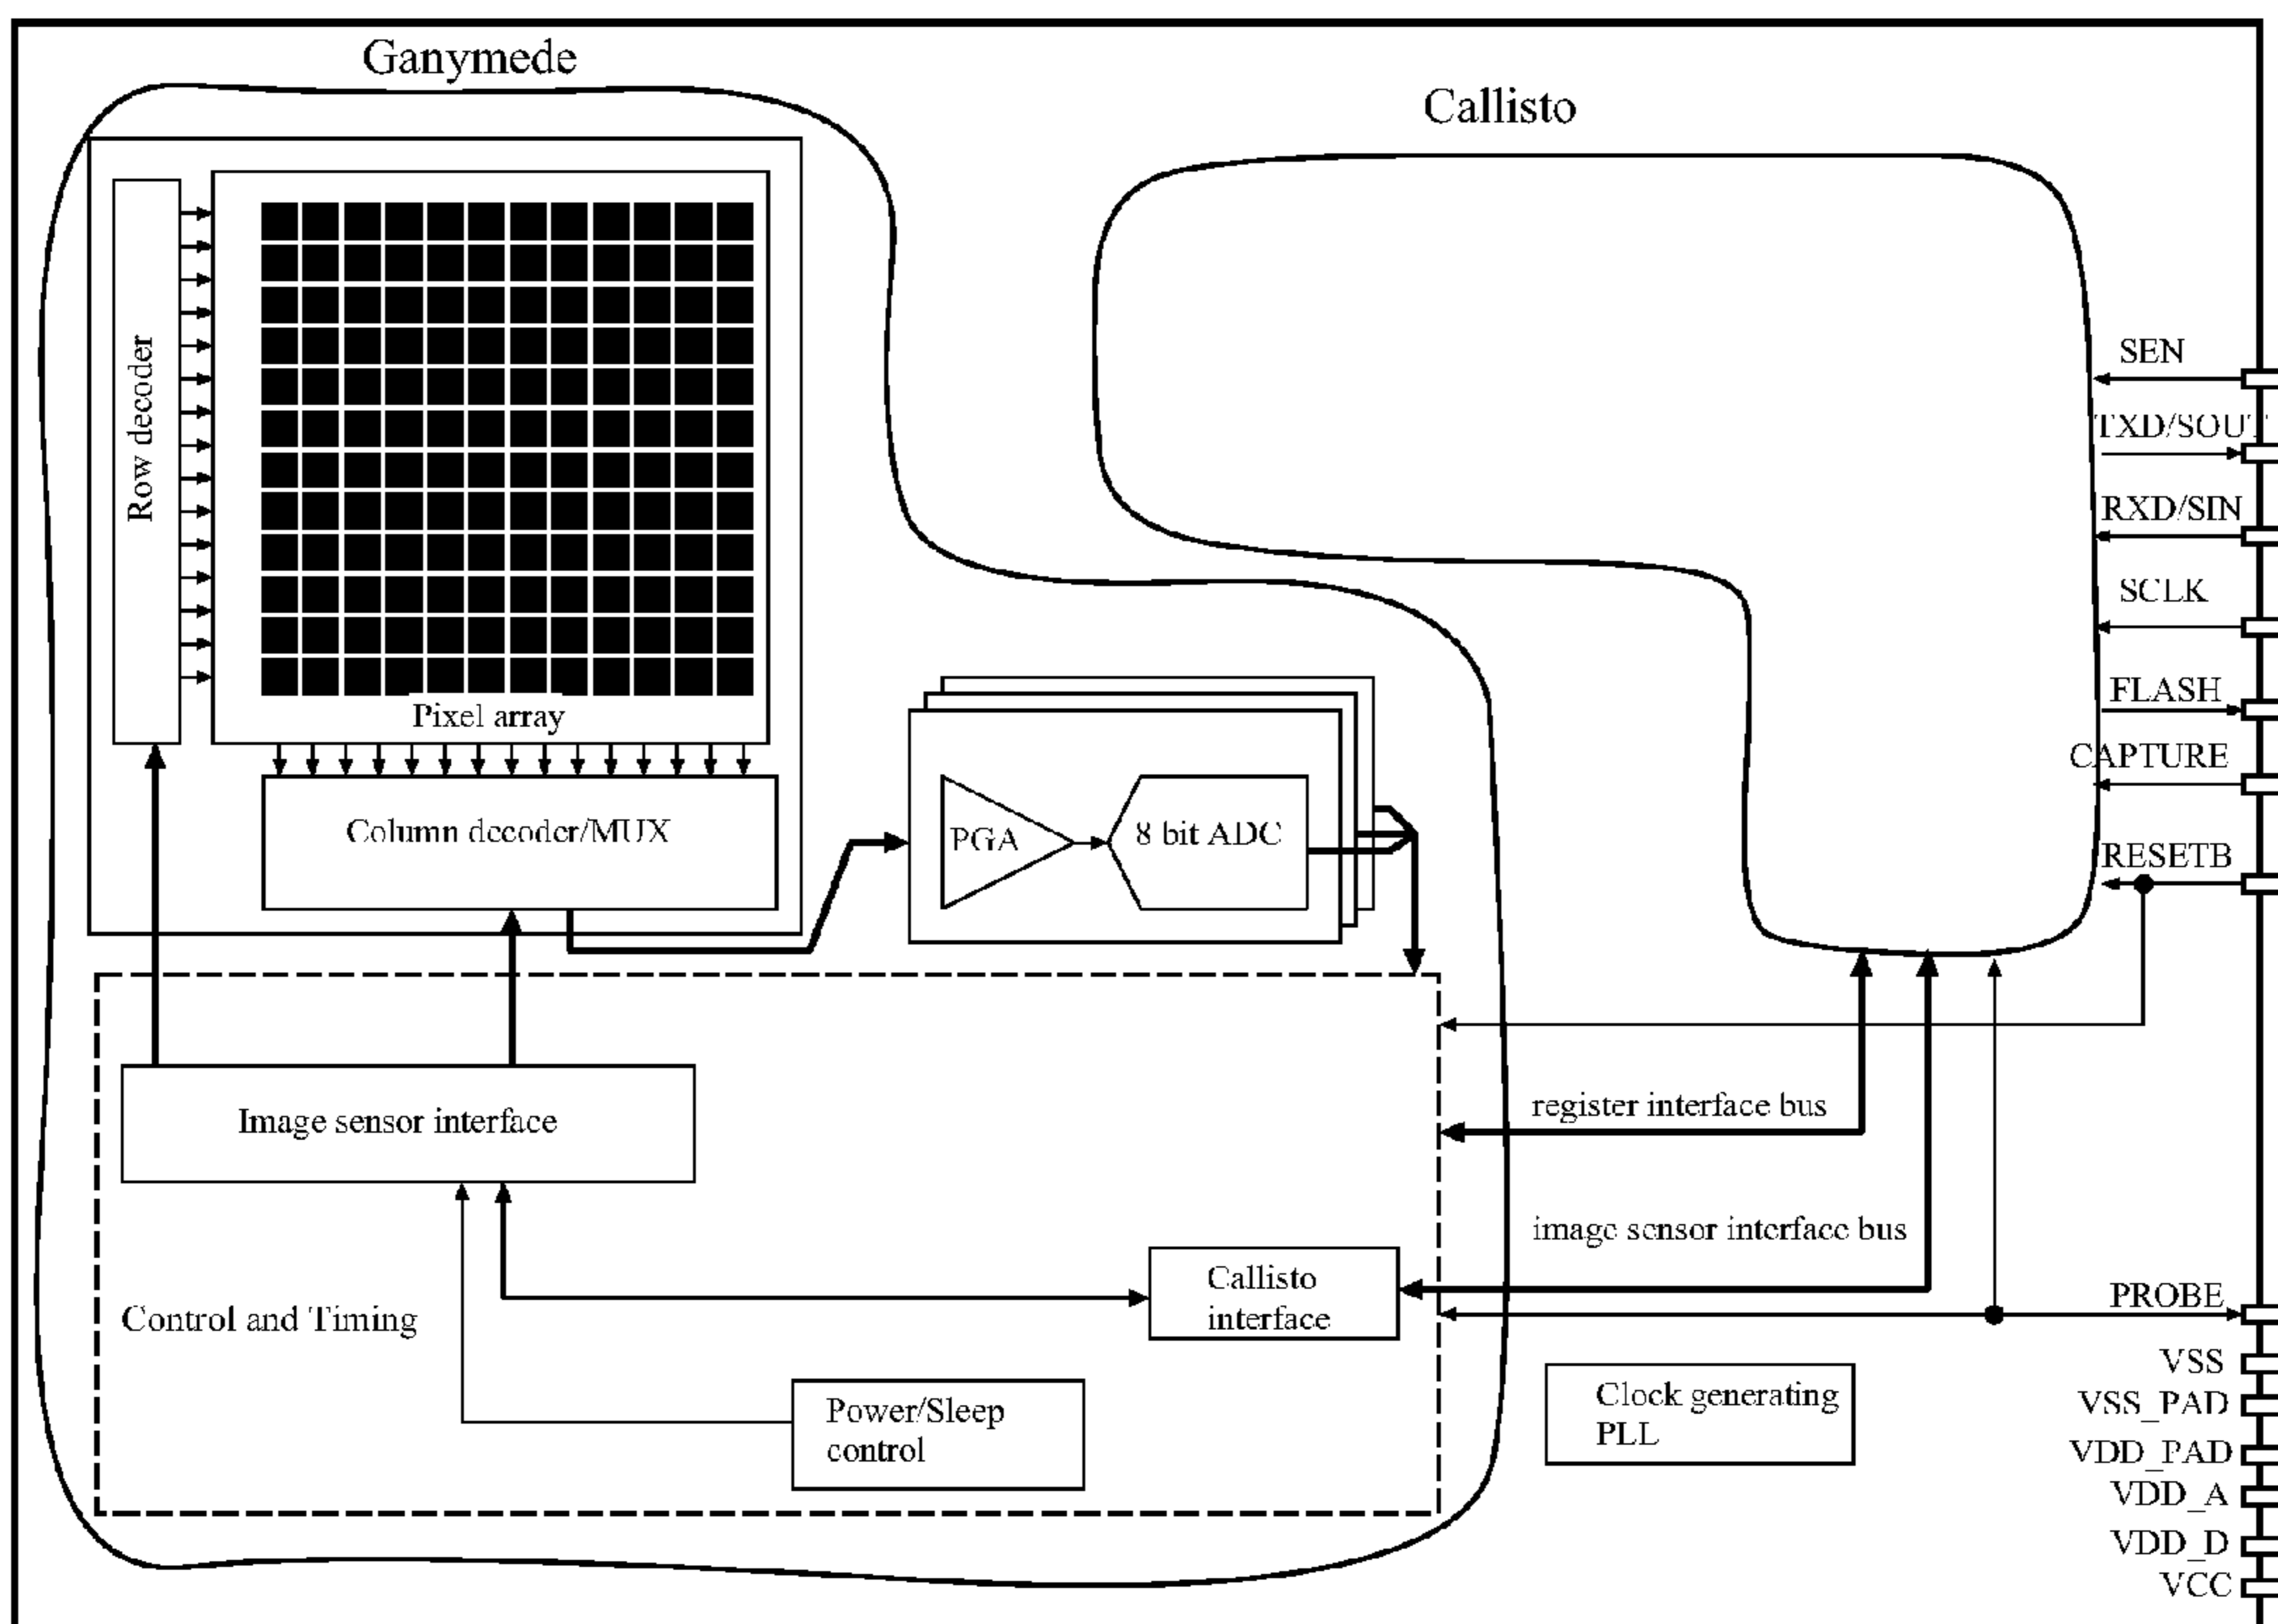 Ganymede
Callisto
Row decoder
Pixel array
Column decoder/MUX
PGA
8 bit ADC
SEN
TXD/SOUT
RXD/SIN
SCLK
FLASH
CAPTURE
RESETB
Image sensor interface
register interface bus
image sensor interface bus
Callisto
interface
Control and Timing
Power/Sleep
control
Clock generating
PLL
PROBE
VSS
VSS_PAD
VDD_PAD
VDD_A
VDD_D
VCC